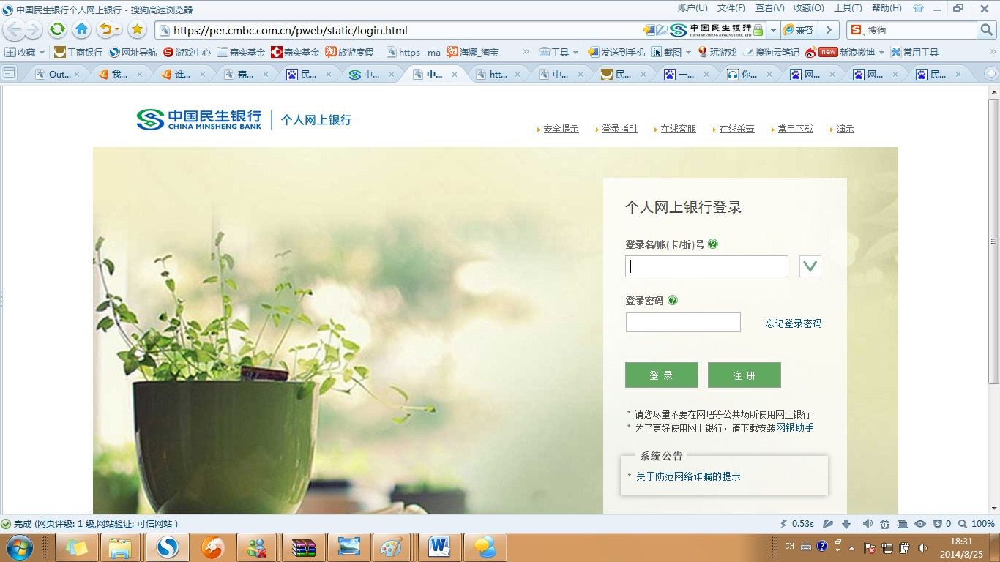 中国民生银行个人网上银行 - 搜狗高速浏览器
账户(U) 文件(F) 查看(V) 收藏(O) 工具(T) 帮助(H)
https://per.cmbc.com.cn/pweb/static/login.html
中国民生银行
CHINA MINSHENG BANKING CORP., LTD
兼容
搜狗
收藏 工商银行 网址导航 游戏中心 嘉实基金 嘉实基金 旅游度假 - https--ma 海娜_淘宝 » 工具 发送到手机 截图 玩游戏 搜狗云笔记 new 新浪微博 常用工具
Out... 我... 谁... 嘉... 民... 中... 中... htt... 中... 民... 一... 你... 网... 网... 民...
中国民生银行
CHINA MINSHENG BANK
个人网上银行
安全提示 登录指引 在线客服 在线杀毒 常用下载 演示
个人网上银行登录
登录名/账(卡/折)号
登录密码
忘记登录密码
登 录 注 册
* 请您尽量不要在网吧等公共场所使用网上银行
* 为了更好使用网上银行，请下载安装网银助手
系统公告
* 关于防范网络诈骗的提示
完成 (网页评级: 1 级,网站验证: 可信网站 )
0.53s 0 100%
CH
18:31
2014/8/25